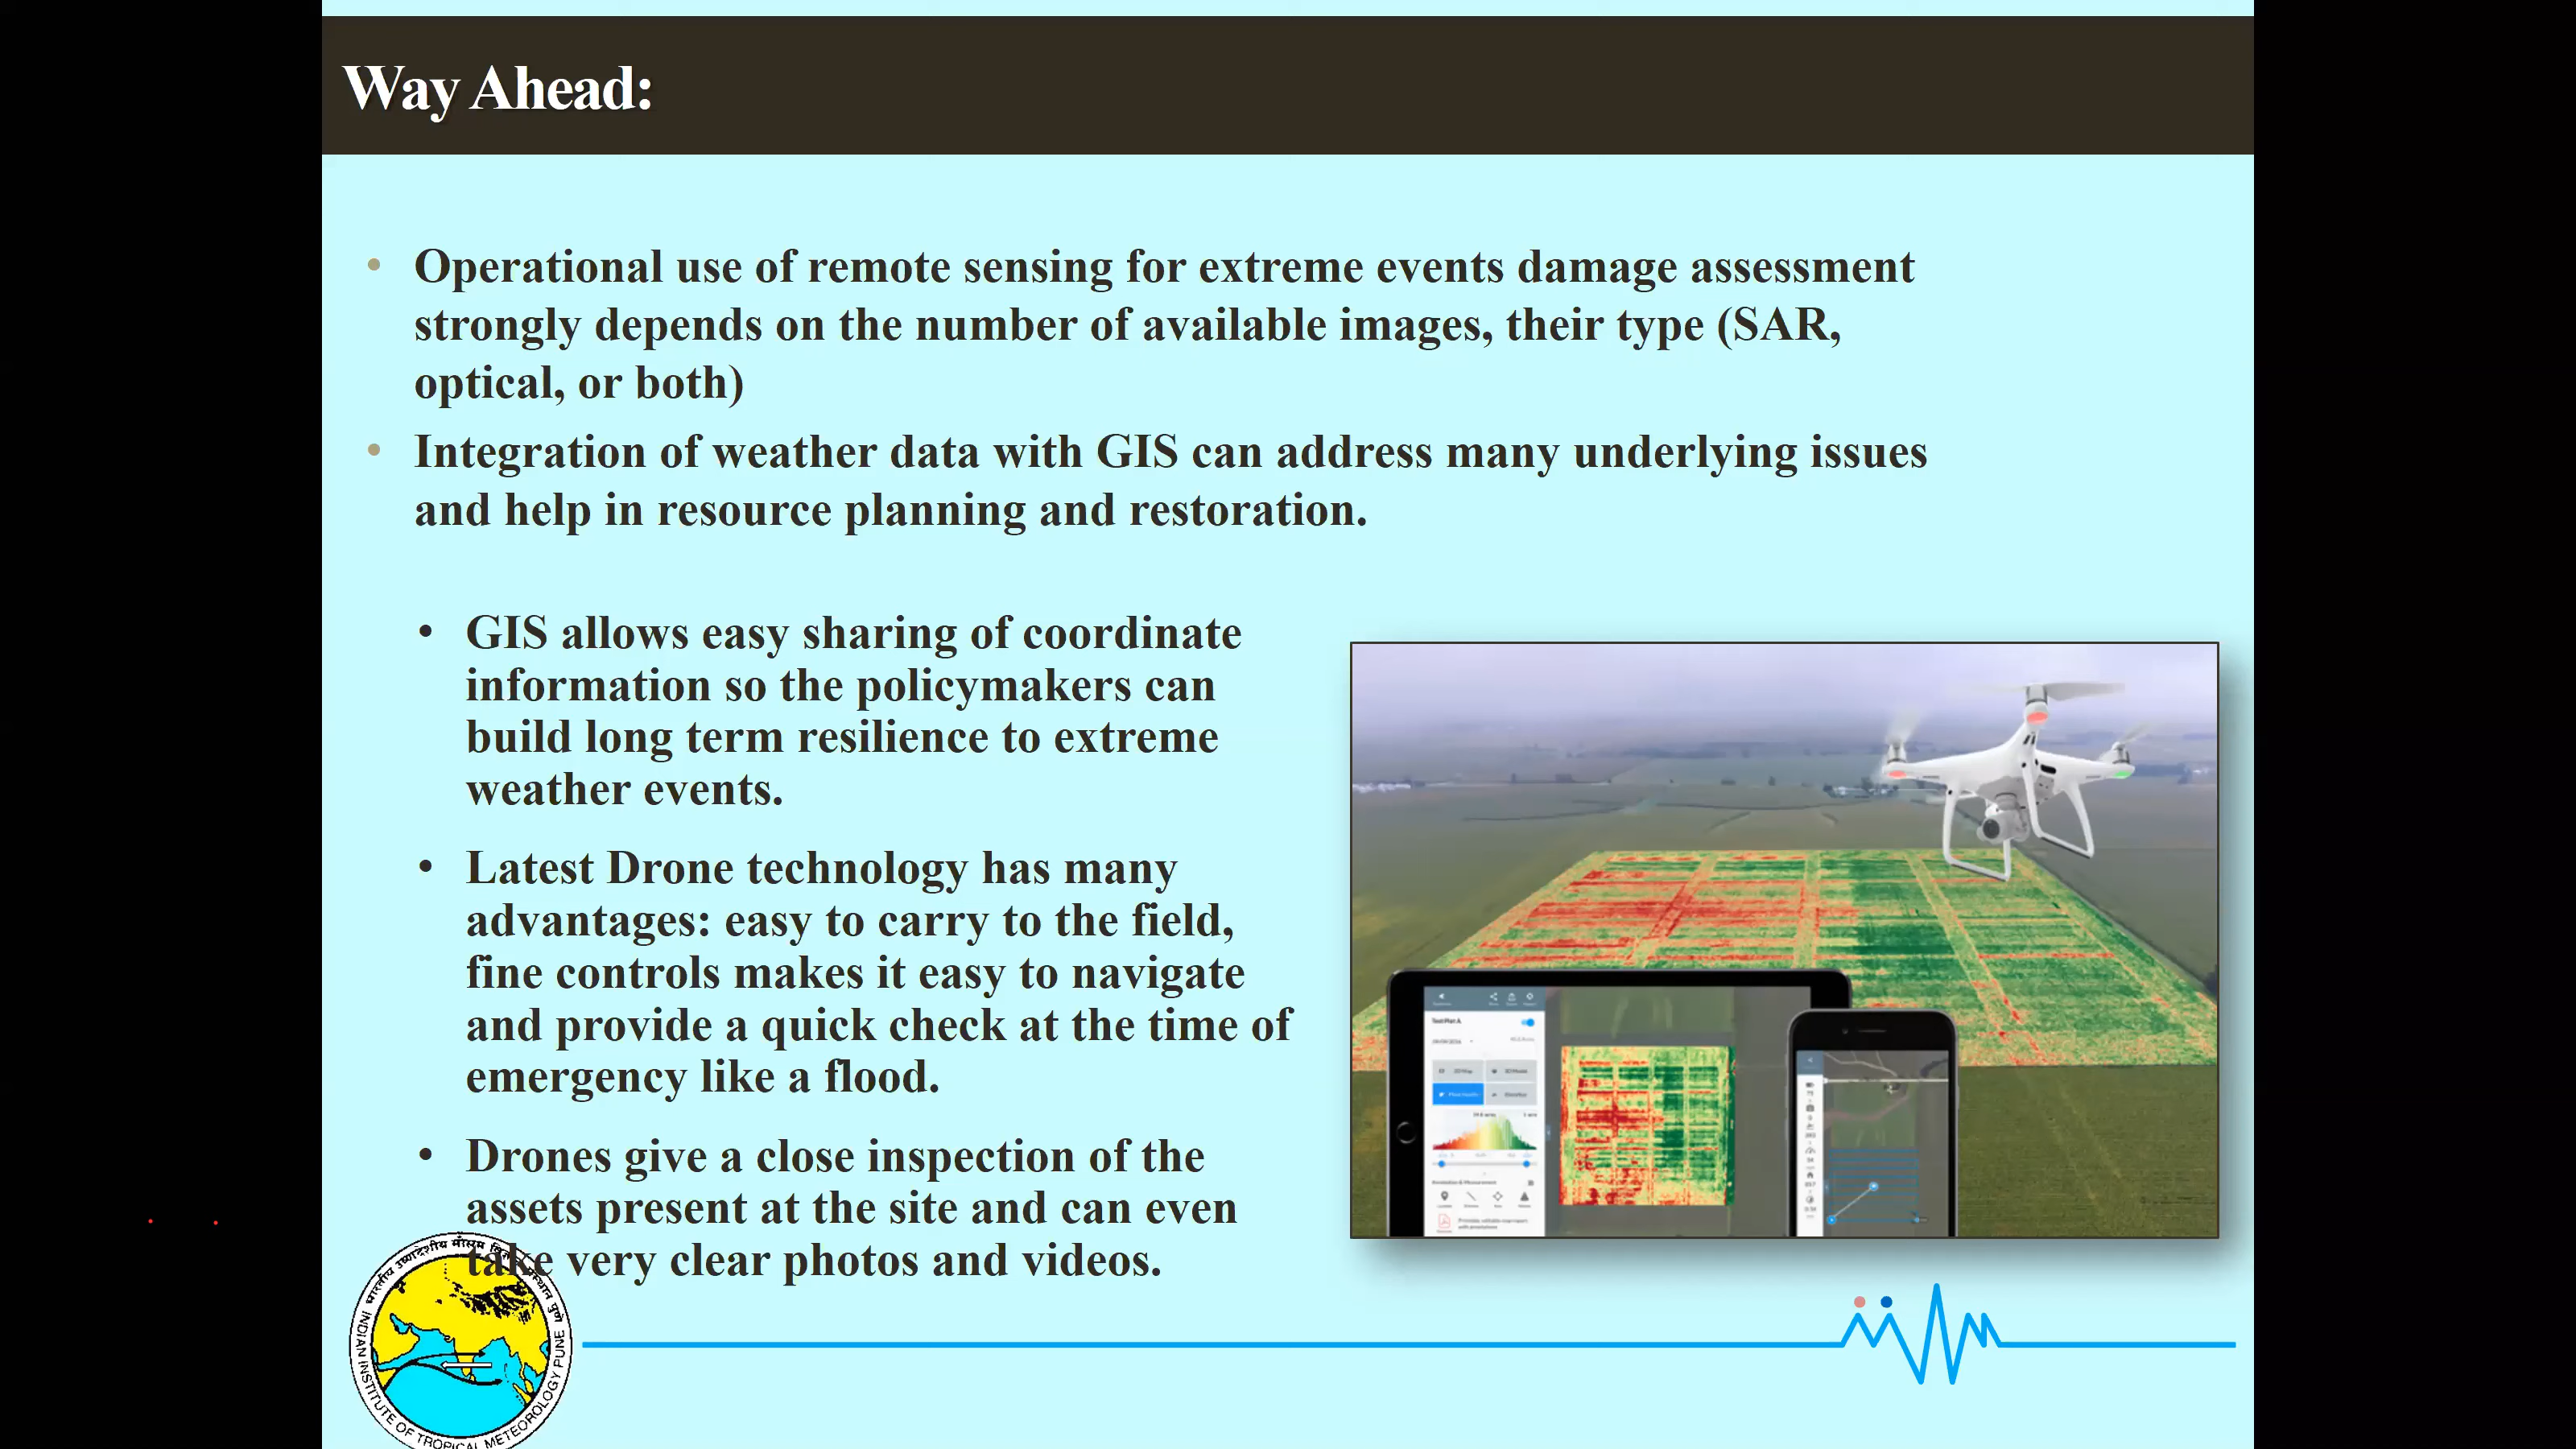 Way Ahead:
Operational use of remote sensing for extreme events damage assessment
strongly depends on the number of available images, their type (SAR,
optical, or both)
Integration of weather data with GIS can address many underlying issues
and help in resource planning and restoration.
GIS allows easy sharing of coordinate
information so the policymakers can
build long term resilience to extreme
weather events.
Latest Drone technology has many
advantages: easy to carry to the field,
fine controls makes it easy to navigate
and provide a quick check at the time of
emergency like a flood.
Drones give a close inspection of the
assets present at the site and can even
take very clear photos and videos.
भारतीय उष्णदेशीय मौसम
पुणे
INDIAN INSTITUTE OF TROPICAL METEOROLOGY PUNE